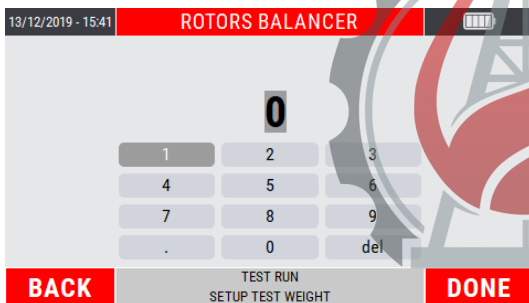 13/12/2019 - 15:41 ROTORS BALANCER
0
1 2 3
4 5 6
7 8 9
. 0 del
BACK TEST RUN DONE
SETUP TEST WEIGHT